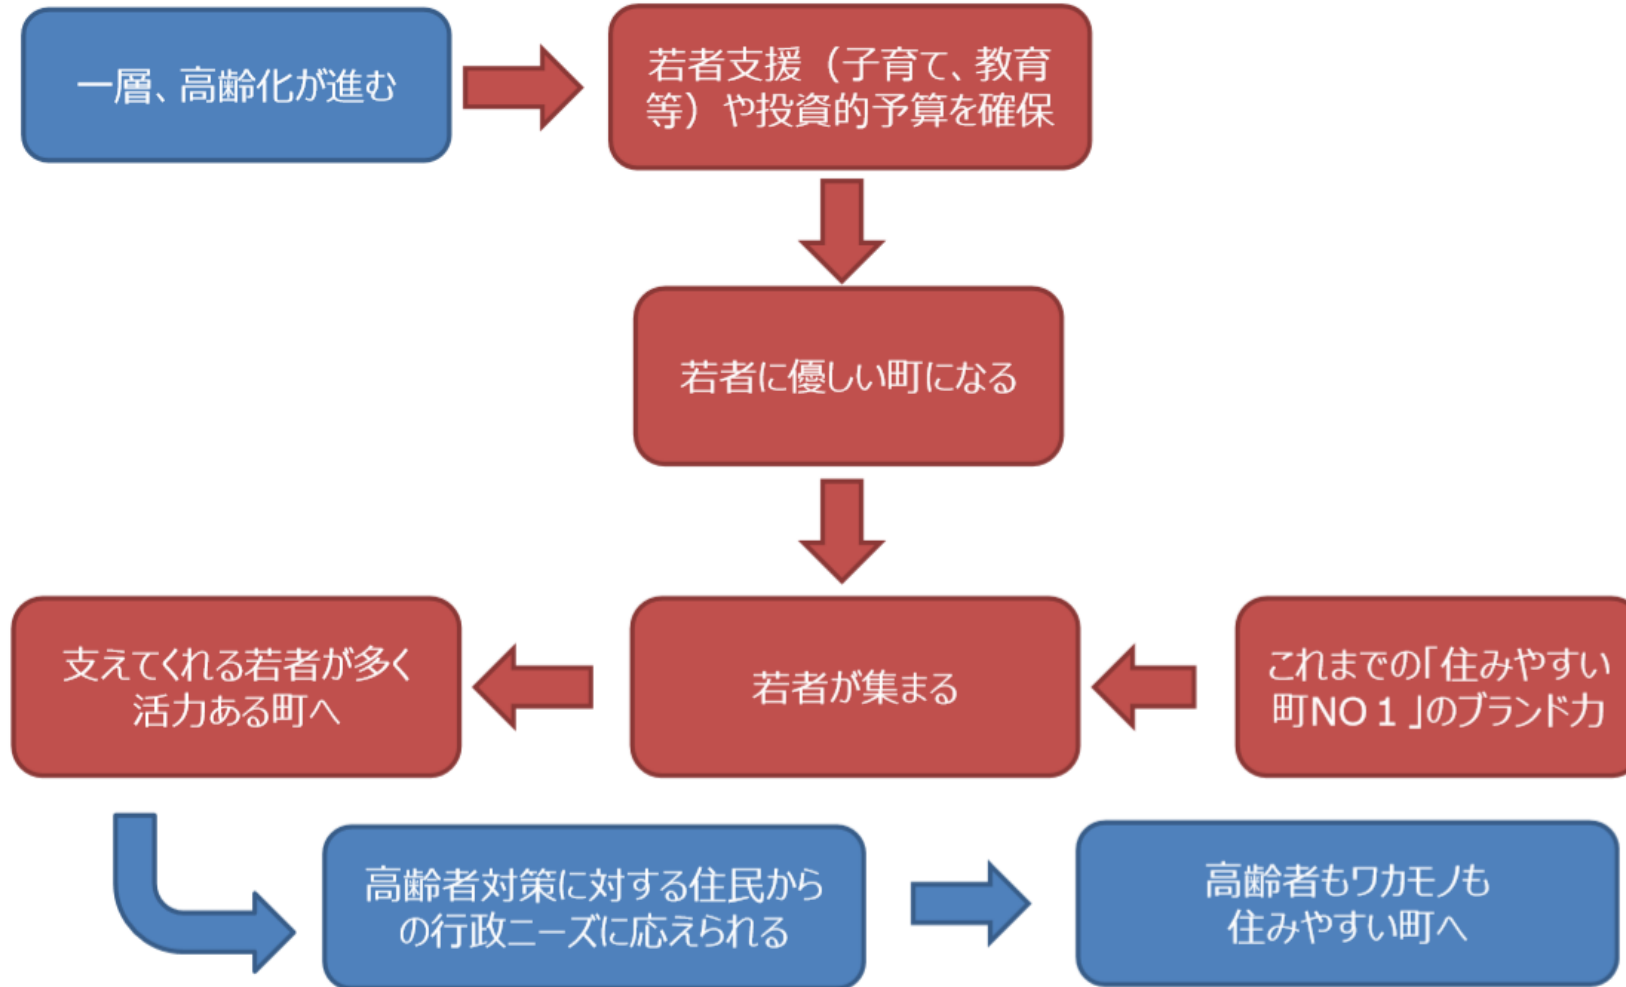 一層、高齢化が進む
若者支援（子育て、教育
等）や投資的予算を確保
若者に優しい町になる
支えてくれる若者が多く
活力ある町へ
若者が集まる
これまでの「住みやすい
町NO１」のブランド力
高齢者対策に対する住民から
の行政ニーズに応えられる
高齢者もワカモノも
住みやすい町へ